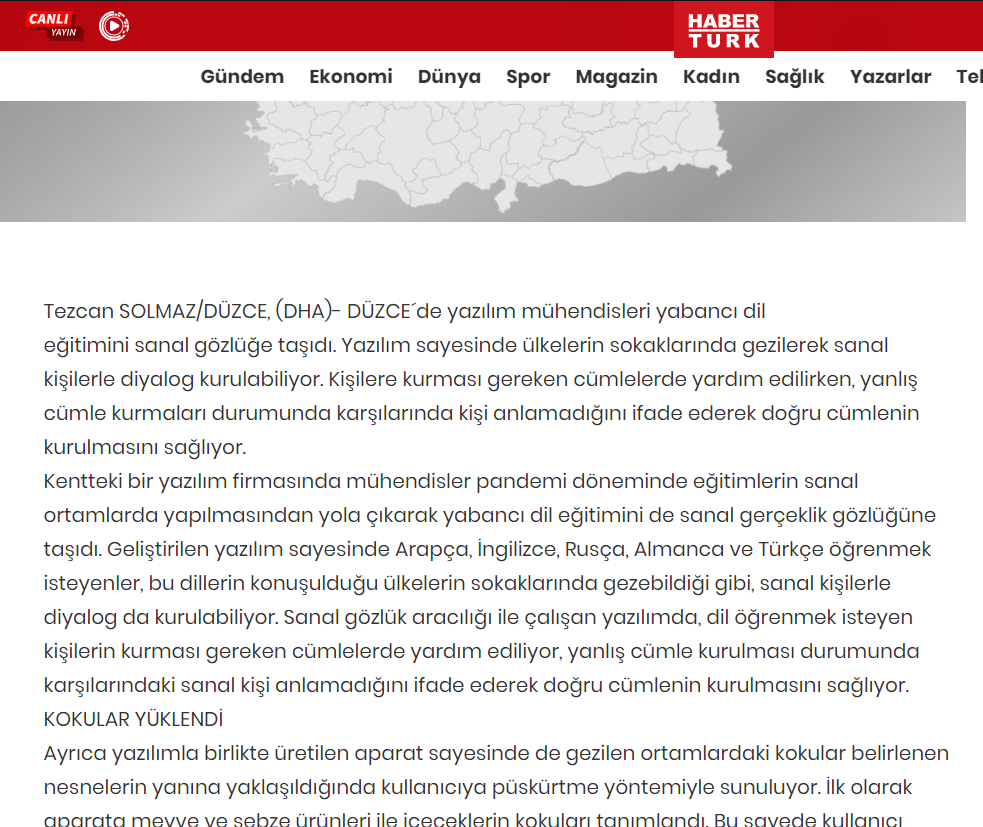 CANLI
YAYIN
HABER
TURK
Gündem Ekonomi Dünya Spor Magazin Kadın Sağlık Yazarlar Tel
Tezcan SOLMAZ/DÜZCE, (DHA)- DÜZCE´de yazılım mühendisleri yabancı dil
eğitimini sanal gözlüğe taşıdı. Yazılım sayesinde ülkelerin sokaklarında gezilerek sanal
kişilerle diyalog kurulabiliyor. Kişilere kurması gereken cümlelerde yardım edilirken, yanlış
cümle kurmaları durumunda karşılarında kişi anlamadığını ifade ederek doğru cümlenin
kurulmasını sağlıyor.
Kentteki bir yazılım firmasında mühendisler pandemi döneminde eğitimlerin sanal
ortamlarda yapılmasından yola çıkarak yabancı dil eğitimini de sanal gerçeklik gözlüğüne
taşıdı. Geliştirilen yazılım sayesinde Arapça, İngilizce, Rusça, Almanca ve Türkçe öğrenmek
isteyenler, bu dillerin konuşulduğu ülkelerin sokaklarında gezebildiği gibi, sanal kişilerle
diyalog da kurulabiliyor. Sanal gözlük aracılığı ile çalışan yazılımda, dil öğrenmek isteyen
kişilerin kurması gereken cümlelerde yardım ediliyor, yanlış cümle kurulması durumunda
karşılarındaki sanal kişi anlamadığını ifade ederek doğru cümlenin kurulmasını sağlıyor.
KOKULAR YÜKLENDİ
Ayrıca yazılımla birlikte üretilen aparat sayesinde de gezilen ortamlardaki kokular belirlenen
nesnelerin yanına yaklaşıldığında kullanıcıya püskürtme yöntemiyle sunuluyor. İlk olarak
aparata meyve ve sebze ürünleri ile içeceklerin kokuları tanımlandı. Bu sayede kullanıcı